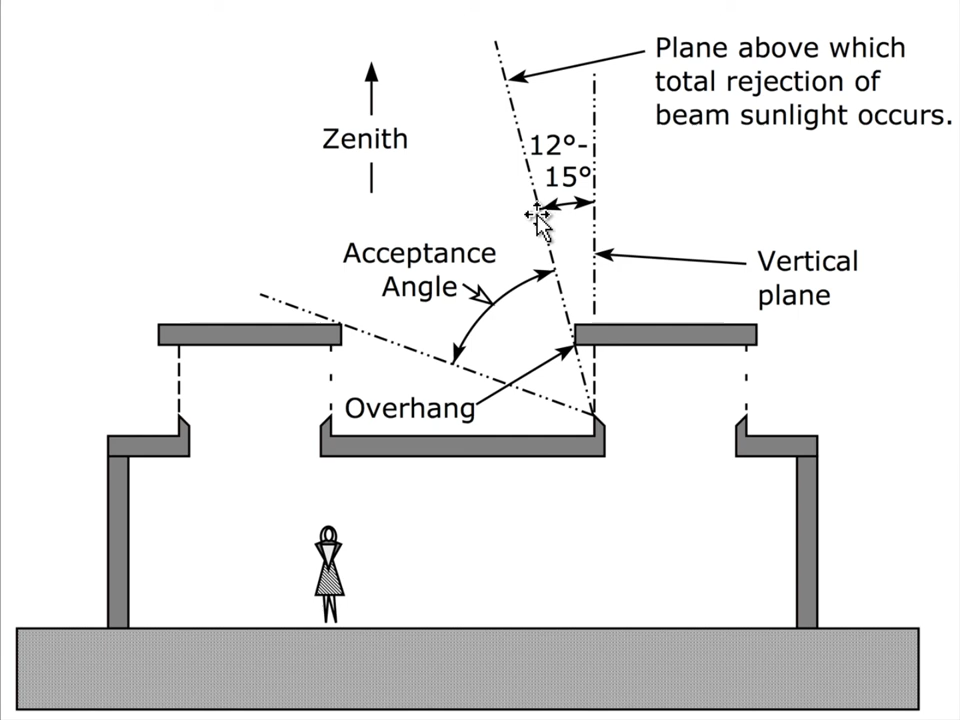 Plane above which
total rejection of
beam sunlight occurs.
Zenith
12°-
15°
Acceptance
Angle
Vertical
plane
Overhang